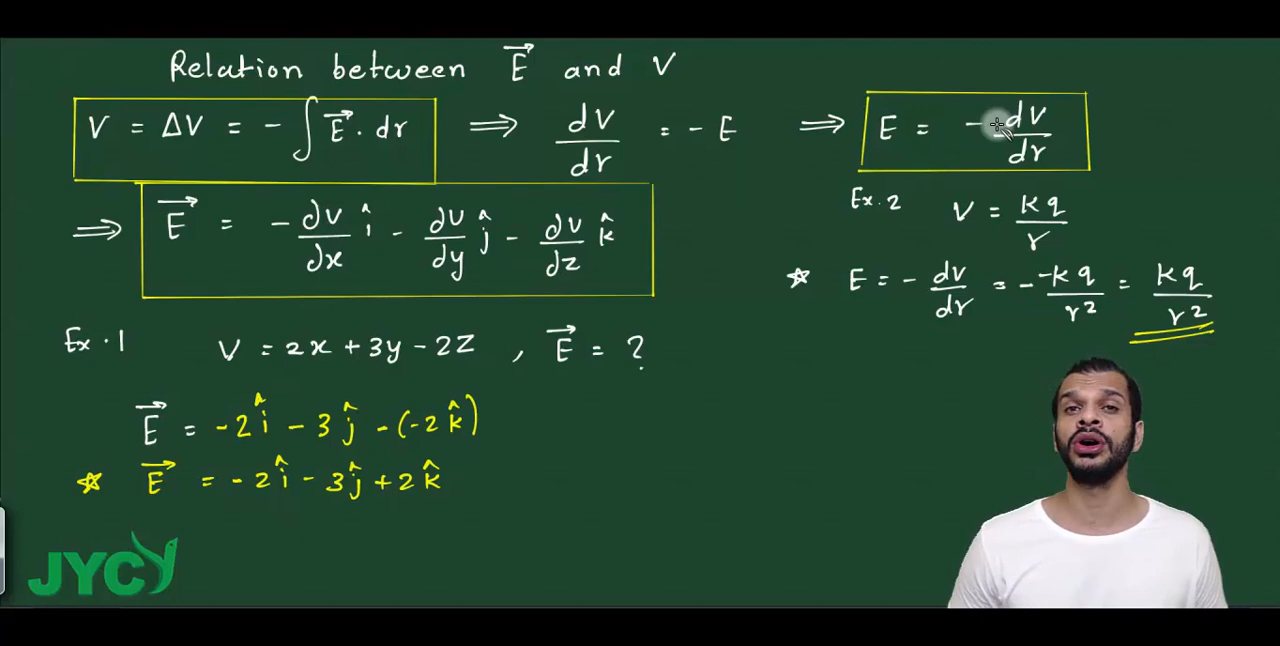 Relation between E⃗ and V
V = ΔV = - ∫ E⃗ . dr ⟹ dV/dr = - E ⟹ E = - dV/dr
⟹ E⃗ = - ∂V/∂x î - ∂V/∂y ĵ - ∂V/∂z k̂
Ex. 2 V = kq/r
☆ E = - dV/dr = - -kq/r² = kq/r²
Ex. 1 V = 2x + 3y - 2z , E⃗ = ?
E⃗ = -2î - 3ĵ - (-2k̂)
☆ E⃗ = -2î - 3ĵ + 2k̂
JYCY